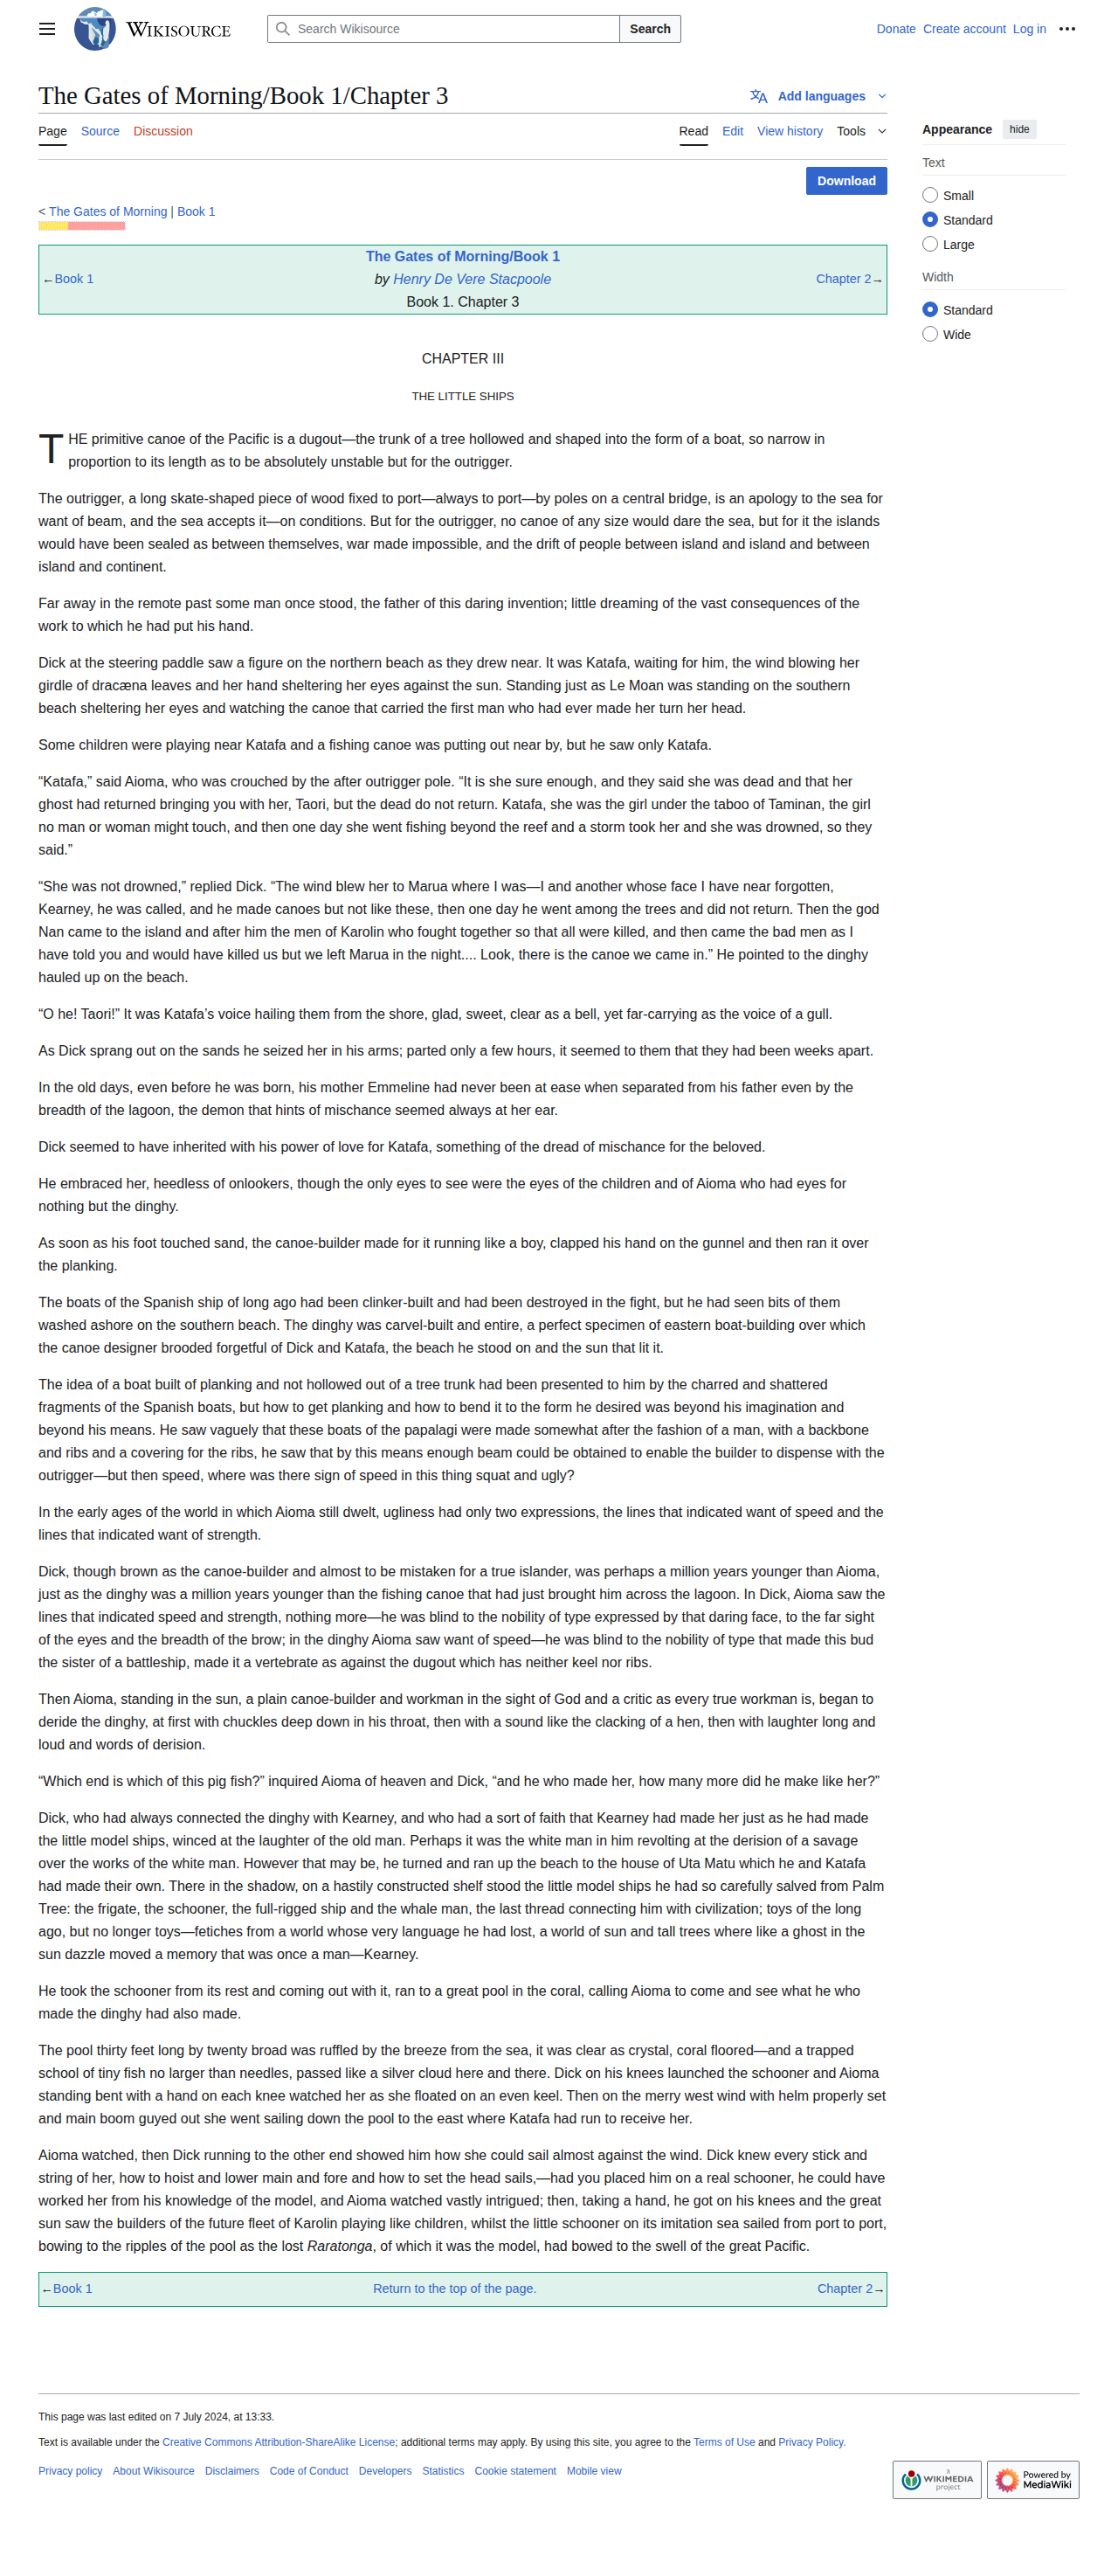 WIKISOURCE
Search Wikisource
Search
Donate Create account Log in
The Gates of Morning/Book 1/Chapter 3
Add languages
Page Source Discussion
Read Edit View history Tools
Download
Appearance hide
Text
Small
Standard
Large
Width
Standard
Wide
< The Gates of Morning | Book 1
The Gates of Morning/Book 1
←Book 1
by Henry De Vere Stacpoole
Chapter 2→
Book 1. Chapter 3
CHAPTER III
THE LITTLE SHIPS
THE primitive canoe of the Pacific is a dugout—the trunk of a tree hollowed and shaped into the form of a boat, so narrow in
proportion to its length as to be absolutely unstable but for the outrigger.
The outrigger, a long skate-shaped piece of wood fixed to port—always to port—by poles on a central bridge, is an apology to the sea for
want of beam, and the sea accepts it—on conditions. But for the outrigger, no canoe of any size would dare the sea, but for it the islands
would have been sealed as between themselves, war made impossible, and the drift of people between island and island and between
island and continent.
Far away in the remote past some man once stood, the father of this daring invention; little dreaming of the vast consequences of the
work to which he had put his hand.
Dick at the steering paddle saw a figure on the northern beach as they drew near. It was Katafa, waiting for him, the wind blowing her
girdle of dracæna leaves and her hand sheltering her eyes against the sun. Standing just as Le Moan was standing on the southern
beach sheltering her eyes and watching the canoe that carried the first man who had ever made her turn her head.
Some children were playing near Katafa and a fishing canoe was putting out near by, but he saw only Katafa.
“Katafa,” said Aioma, who was crouched by the after outrigger pole. “It is she sure enough, and they said she was dead and that her
ghost had returned bringing you with her, Taori, but the dead do not return. Katafa, she was the girl under the taboo of Taminan, the girl
no man or woman might touch, and then one day she went fishing beyond the reef and a storm took her and she was drowned, so they
said.”
“She was not drowned,” replied Dick. “The wind blew her to Marua where I was—I and another whose face I have near forgotten,
Kearney, he was called, and he made canoes but not like these, then one day he went among the trees and did not return. Then the god
Nan came to the island and after him the men of Karolin who fought together so that all were killed, and then came the bad men as I
have told you and would have killed us but we left Marua in the night.... Look, there is the canoe we came in.” He pointed to the dinghy
hauled up on the beach.
“O he! Taori!” It was Katafa’s voice hailing them from the shore, glad, sweet, clear as a bell, yet far-carrying as the voice of a gull.
As Dick sprang out on the sands he seized her in his arms; parted only a few hours, it seemed to them that they had been weeks apart.
In the old days, even before he was born, his mother Emmeline had never been at ease when separated from his father even by the
breadth of the lagoon, the demon that hints of mischance seemed always at her ear.
Dick seemed to have inherited with his power of love for Katafa, something of the dread of mischance for the beloved.
He embraced her, heedless of onlookers, though the only eyes to see were the eyes of the children and of Aioma who had eyes for
nothing but the dinghy.
As soon as his foot touched sand, the canoe-builder made for it running like a boy, clapped his hand on the gunnel and then ran it over
the planking.
The boats of the Spanish ship of long ago had been clinker-built and had been destroyed in the fight, but he had seen bits of them
washed ashore on the southern beach. The dinghy was carvel-built and entire, a perfect specimen of eastern boat-building over which
the canoe designer brooded forgetful of Dick and Katafa, the beach he stood on and the sun that lit it.
The idea of a boat built of planking and not hollowed out of a tree trunk had been presented to him by the charred and shattered
fragments of the Spanish boats, but how to get planking and how to bend it to the form he desired was beyond his imagination and
beyond his means. He saw vaguely that these boats of the papalagi were made somewhat after the fashion of a man, with a backbone
and ribs and a covering for the ribs, he saw that by this means enough beam could be obtained to enable the builder to dispense with the
outrigger—but then speed, where was there sign of speed in this thing squat and ugly?
In the early ages of the world in which Aioma still dwelt, ugliness had only two expressions, the lines that indicated want of speed and the
lines that indicated want of strength.
Dick, though brown as the canoe-builder and almost to be mistaken for a true islander, was perhaps a million years younger than Aioma,
just as the dinghy was a million years younger than the fishing canoe that had just brought him across the lagoon. In Dick, Aioma saw the
lines that indicated speed and strength, nothing more—he was blind to the nobility of type expressed by that daring face, to the far sight
of the eyes and the breadth of the brow; in the dinghy Aioma saw want of speed—he was blind to the nobility of type that made this bud
the sister of a battleship, made it a vertebrate as against the dugout which has neither keel nor ribs.
Then Aioma, standing in the sun, a plain canoe-builder and workman in the sight of God and a critic as every true workman is, began to
deride the dinghy, at first with chuckles deep down in his throat, then with a sound like the clacking of a hen, then with laughter long and
loud and words of derision.
“Which end is which of this pig fish?” inquired Aioma of heaven and Dick, “and he who made her, how many more did he make like her?”
Dick, who had always connected the dinghy with Kearney, and who had a sort of faith that Kearney had made her just as he had made
the little model ships, winced at the laughter of the old man. Perhaps it was the white man in him revolting at the derision of a savage
over the works of the white man. However that may be, he turned and ran up the beach to the house of Uta Matu which he and Katafa
had made their own. There in the shadow, on a hastily constructed shelf stood the little model ships he had so carefully salved from Palm
Tree: the frigate, the schooner, the full-rigged ship and the whale man, the last thread connecting him with civilization; toys of the long
ago, but no longer toys—fetiches from a world whose very language he had lost, a world of sun and tall trees where like a ghost in the
sun dazzle moved a memory that was once a man—Kearney.
He took the schooner from its rest and coming out with it, ran to a great pool in the coral, calling Aioma to come and see what he who
made the dinghy had also made.
The pool thirty feet long by twenty broad was ruffled by the breeze from the sea, it was clear as crystal, coral floored—and a trapped
school of tiny fish no larger than needles, passed like a silver cloud here and there. Dick on his knees launched the schooner and Aioma
standing bent with a hand on each knee watched her as she floated on an even keel. Then on the merry west wind with helm properly set
and main boom guyed out she went sailing down the pool to the east where Katafa had run to receive her.
Aioma watched, then Dick running to the other end showed him how she could sail almost against the wind. Dick knew every stick and
string of her, how to hoist and lower main and fore and how to set the head sails,—had you placed him on a real schooner, he could have
worked her from his knowledge of the model, and Aioma watched vastly intrigued; then, taking a hand, he got on his knees and the great
sun saw the builders of the future fleet of Karolin playing like children, whilst the little schooner on its imitation sea sailed from port to port,
bowing to the ripples of the pool as the lost Raratonga, of which it was the model, had bowed to the swell of the great Pacific.
←Book 1
Return to the top of the page.
Chapter 2→
This page was last edited on 7 July 2024, at 13:33.
Text is available under the Creative Commons Attribution-ShareAlike License; additional terms may apply. By using this site, you agree to the Terms of Use and Privacy Policy.
Privacy policy About Wikisource Disclaimers Code of Conduct Developers Statistics Cookie statement Mobile view
a
WIKIMEDIA
project
Powered by
MediaWiki